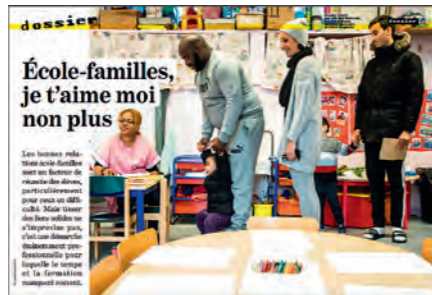 dossier
dossier
École-familles,
je t'aime moi
non plus
Les bonnes rela-
tions école-familles
sont un facteur de
réussite des élèves,
particulièrement
pour ceux en diffi-
culté. Mais tisser
des liens solides ne
s'improvise pas,
c'est une démarche
éminemment pro-
fessionnelle pour
laquelle le temps
et la formation
manquent souvent.